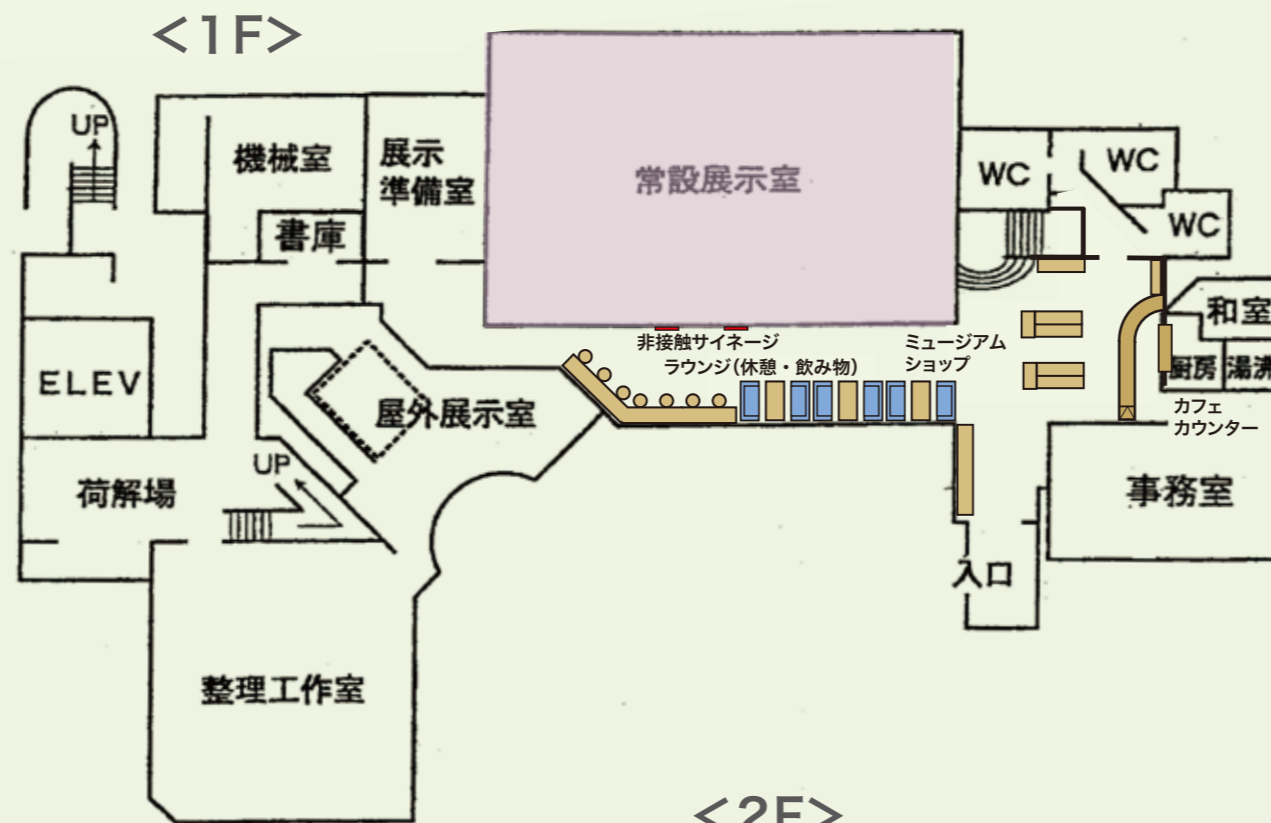 <1F>
UP
機械室
展示
準備室
書庫
常設展示室
WC
WC
WC
和室
厨房
湯沸
ELEV
屋外展示室
非接触サイネージ
ラウンジ(休憩・飲み物)
ミュージアム
ショップ
カフェ
カウンター
UP
荷解場
事務室
入口
整理工作室
<2F>